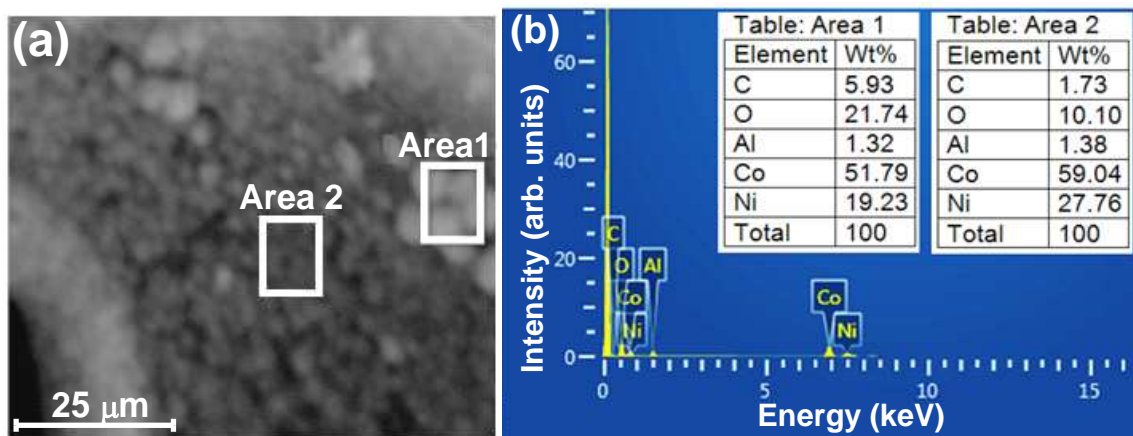 (a)
Area1
Area 2
25 μm
(b)
Intensity (arb. units)
60
40
20
0
C
O
Al
Co
Ni
Co
Ni
0
5
10
15
Energy (keV)
Table: Area 1
Element Wt%
C 5.93
O 21.74
Al 1.32
Co 51.79
Ni 19.23
Total 100
Table: Area 2
Element Wt%
C 1.73
O 10.10
Al 1.38
Co 59.04
Ni 27.76
Total 100